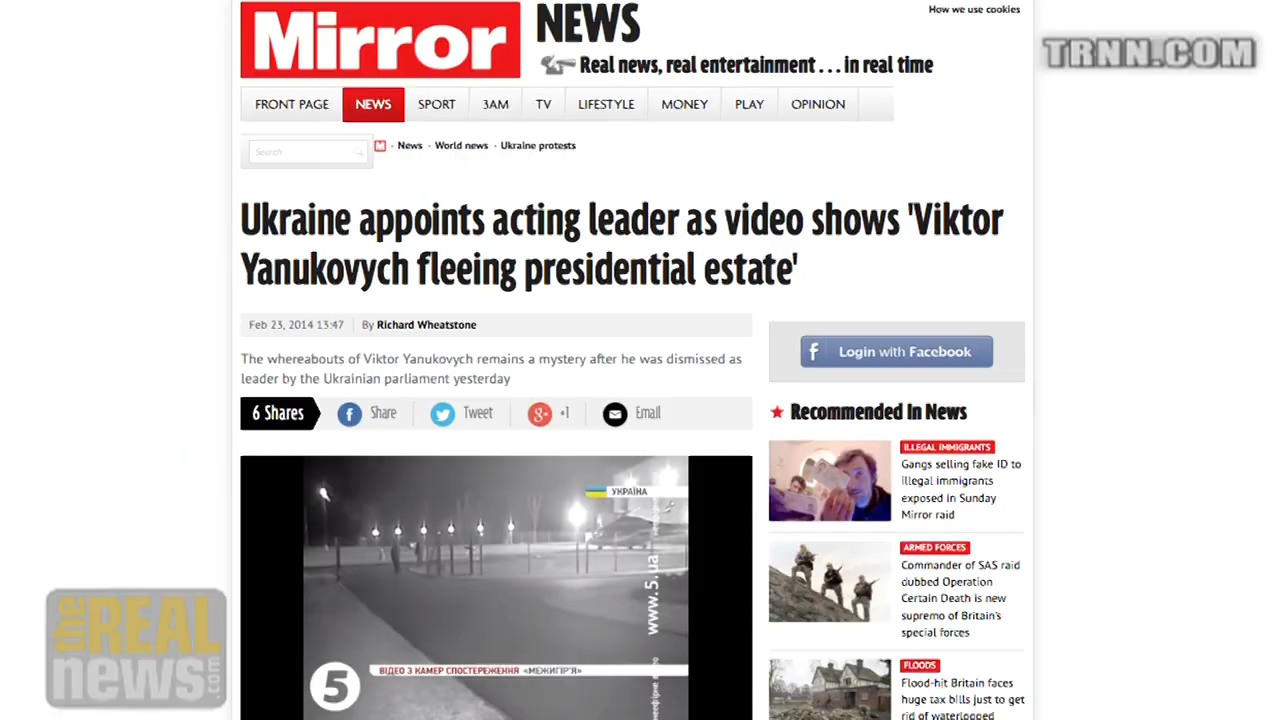 Mirror
NEWS
Real news, real entertainment ... in real time
How we use cookies
TRNN.COM
FRONT PAGE NEWS SPORT 3AM TV LIFESTYLE MONEY PLAY OPINION
Search
M · News · World news · Ukraine protests
Ukraine appoints acting leader as video shows 'Viktor
Yanukovych fleeing presidential estate'
Feb 23, 2014 13:47 By Richard Wheatstone
The whereabouts of Viktor Yanukovych remains a mystery after he was dismissed as
leader by the Ukrainian parliament yesterday
6 Shares Share Tweet +1 Email
УКРАЇНА
www.5.ua
ВІДЕО З КАМЕР СПОСТЕРЕЖЕННЯ «МЕЖИГІР'Я»
5
Login with Facebook
Recommended In News
ILLEGAL IMMIGRANTS
Gangs selling fake ID to
illegal immigrants
exposed in Sunday
Mirror raid
ARMED FORCES
Commander of SAS raid
dubbed Operation
Certain Death is new
supremo of Britain's
special forces
FLOODS
Flood-hit Britain faces
huge tax bills just to get
rid of waterlogged
the REAL
news.com